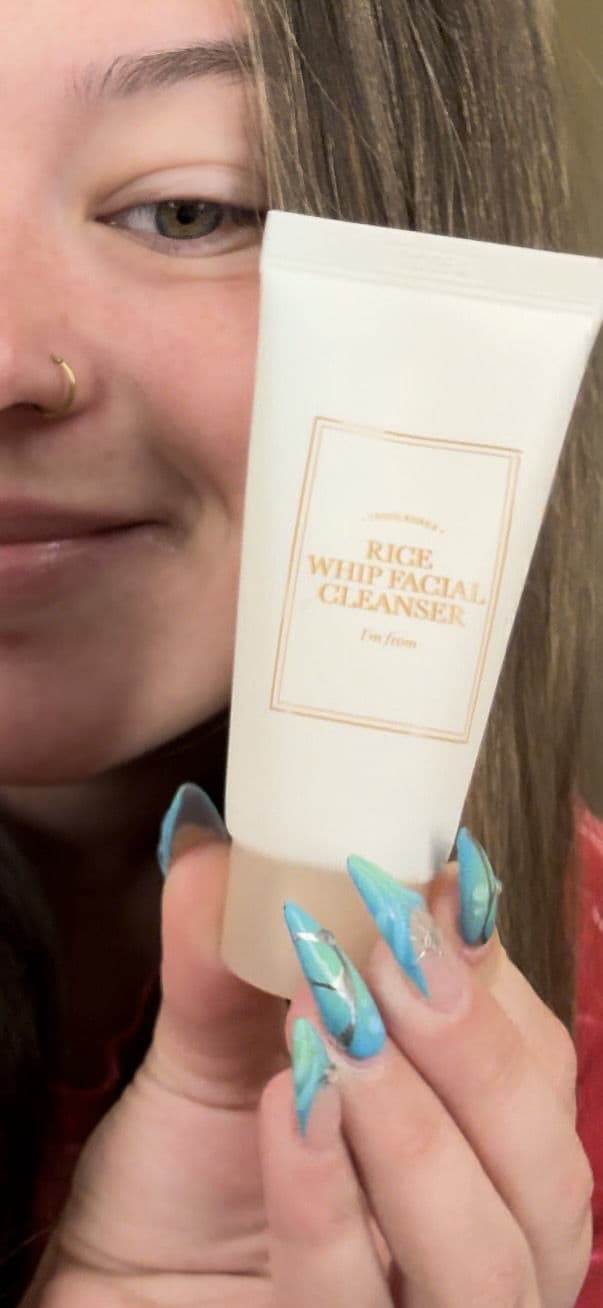 RICE
WHIP FACIAL
CLEANSER
I'm from